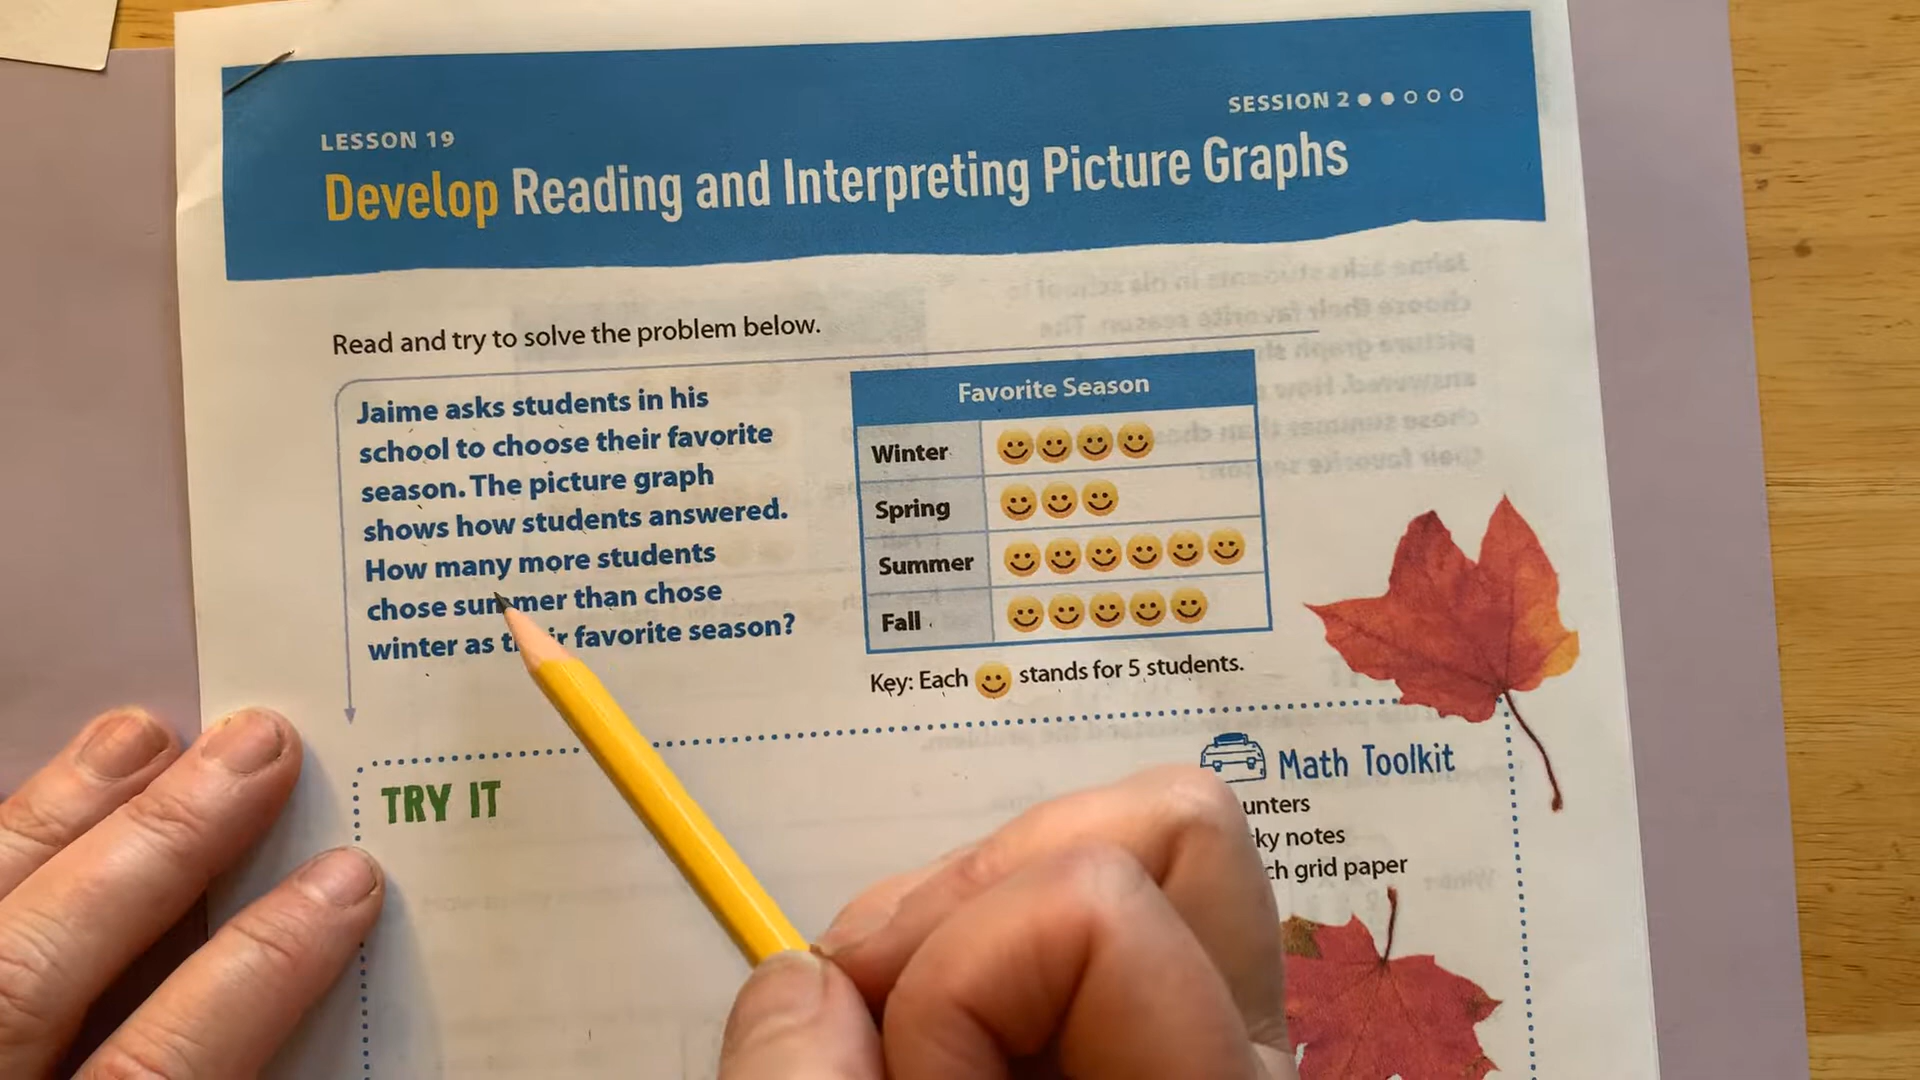 SESSION 2
LESSON 19
Develop Reading and Interpreting Picture Graphs
Read and try to solve the problem below.
Jaime asks students in his
school to choose their favorite
season. The picture graph
shows how students answered.
How many more students
chose summer than chose
winter as their favorite season?
Favorite Season
Winter
Spring
Summer
Fall
Key: Each stands for 5 students.
TRY IT
Math Toolkit
unters
ky notes
ch grid paper